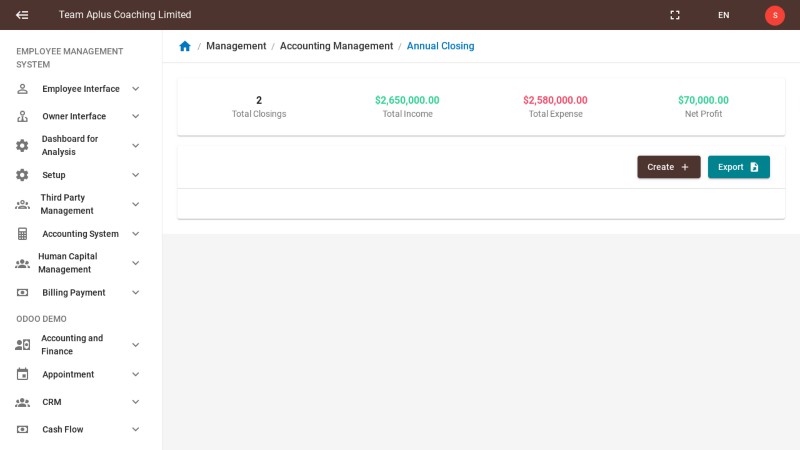 Team Aplus Coaching Limited
EN
S
EMPLOYEE MANAGEMENT
SYSTEM
Employee Interface
Owner Interface
Dashboard for
Analysis
Setup
Third Party
Management
Accounting System
Human Capital
Management
Billing Payment
ODOO DEMO
Accounting and
Finance
Appointment
CRM
Cash Flow
/ Management / Accounting Management / Annual Closing
2
Total Closings
$2,650,000.00
Total Income
$2,580,000.00
Total Expense
$70,000.00
Net Profit
Create +
Export